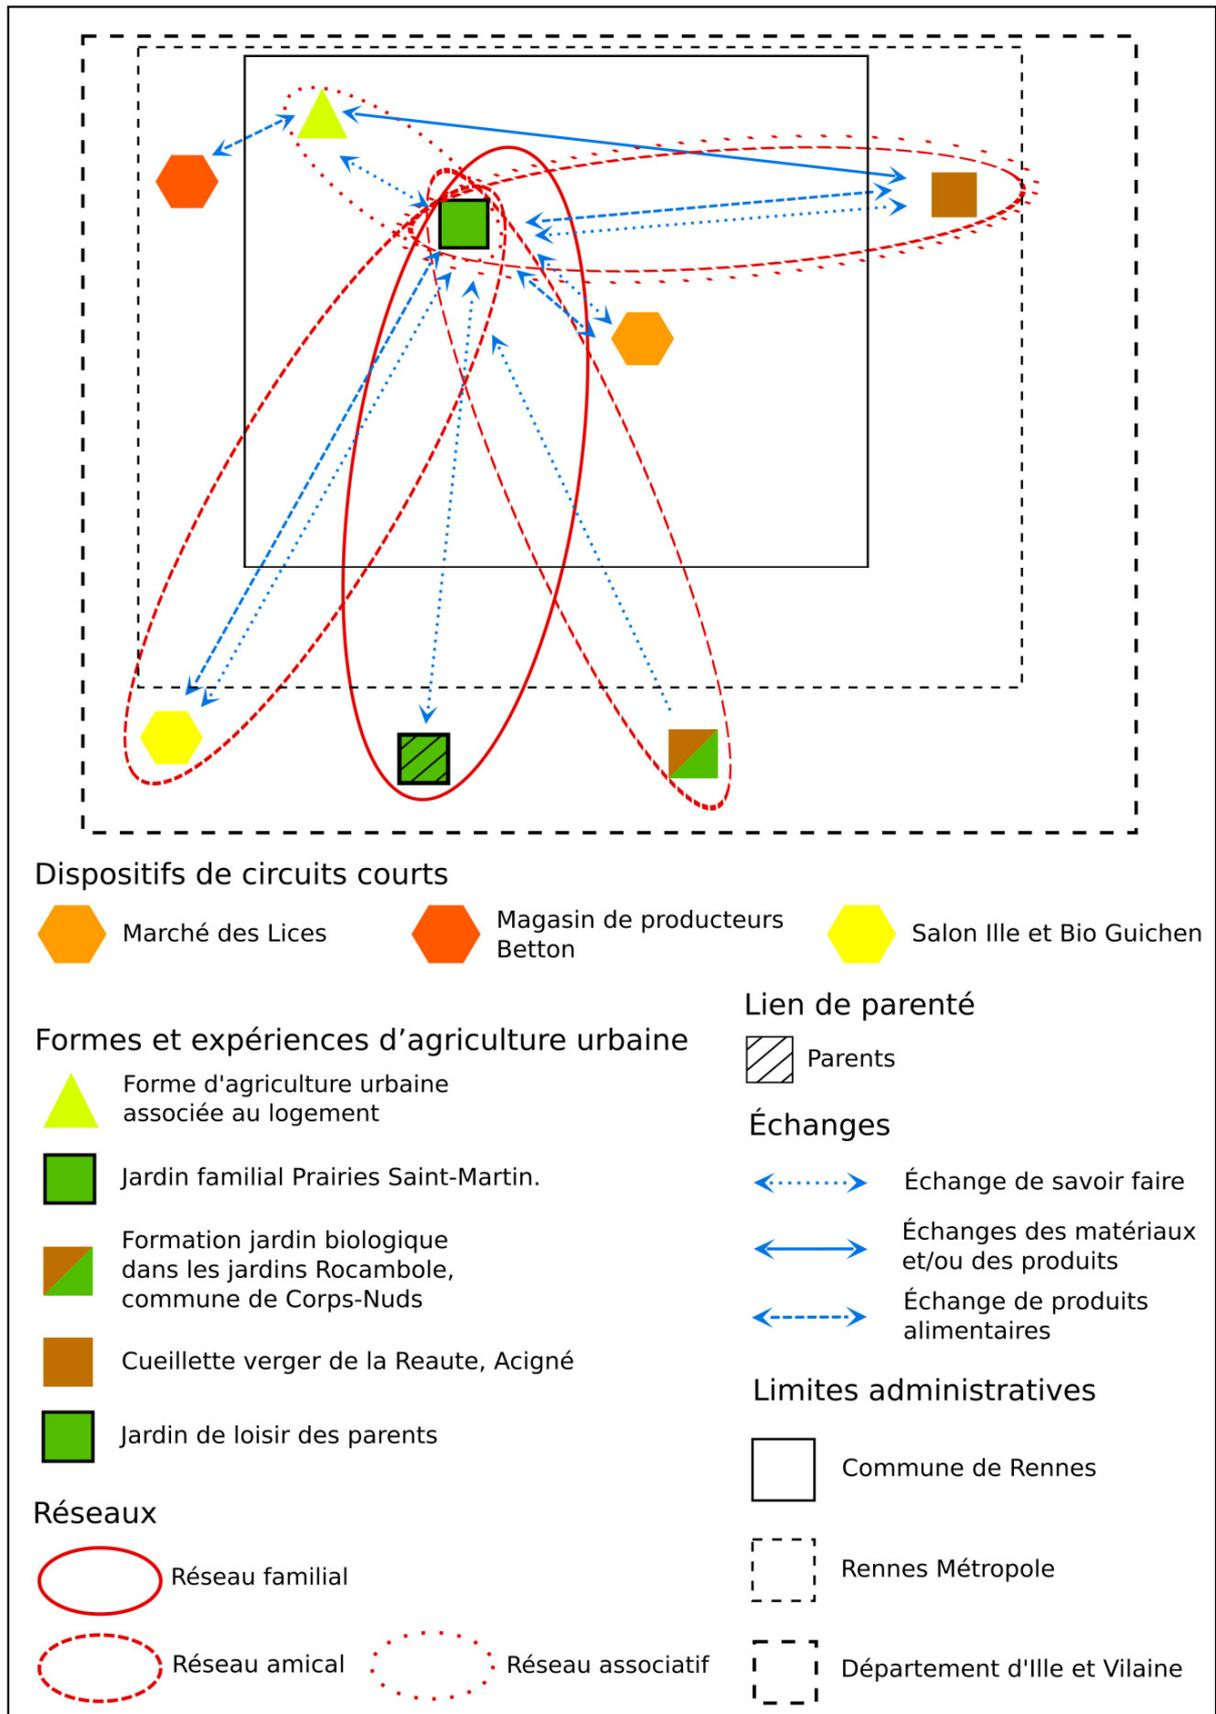 Dispositifs de circuits courts
Marché des Lices
Magasin de producteurs
Betton
Salon Ille et Bio Guichen
Formes et expériences d’agriculture urbaine
Forme d'agriculture urbaine
associée au logement
Jardin familial Prairies Saint-Martin.
Formation jardin biologique
dans les jardins Rocambole,
commune de Corps-Nuds
Cueillette verger de la Reaute, Acigné
Jardin de loisir des parents
Réseaux
Réseau familial
Réseau amical
Réseau associatif
Lien de parenté
Parents
Échanges
Échange de savoir faire
Échanges des matériaux
et/ou des produits
Échange de produits
alimentaires
Limites administratives
Commune de Rennes
Rennes Métropole
Département d'Ille et Vilaine